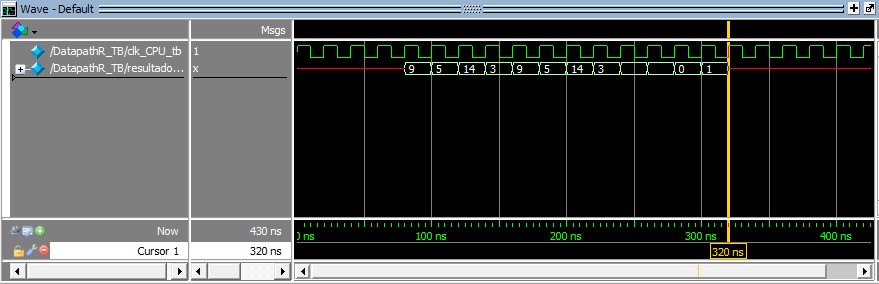 Wave - Default
Msgs
/DatapathR_TB/clk_CPU_tb 1
/DatapathR_TB/resultado... x 9 5 14 3 9 5 14 3 0 1
Now 430 ns
Cursor 1 320 ns
0 ns 100 ns 200 ns 300 ns 400 ns
320 ns